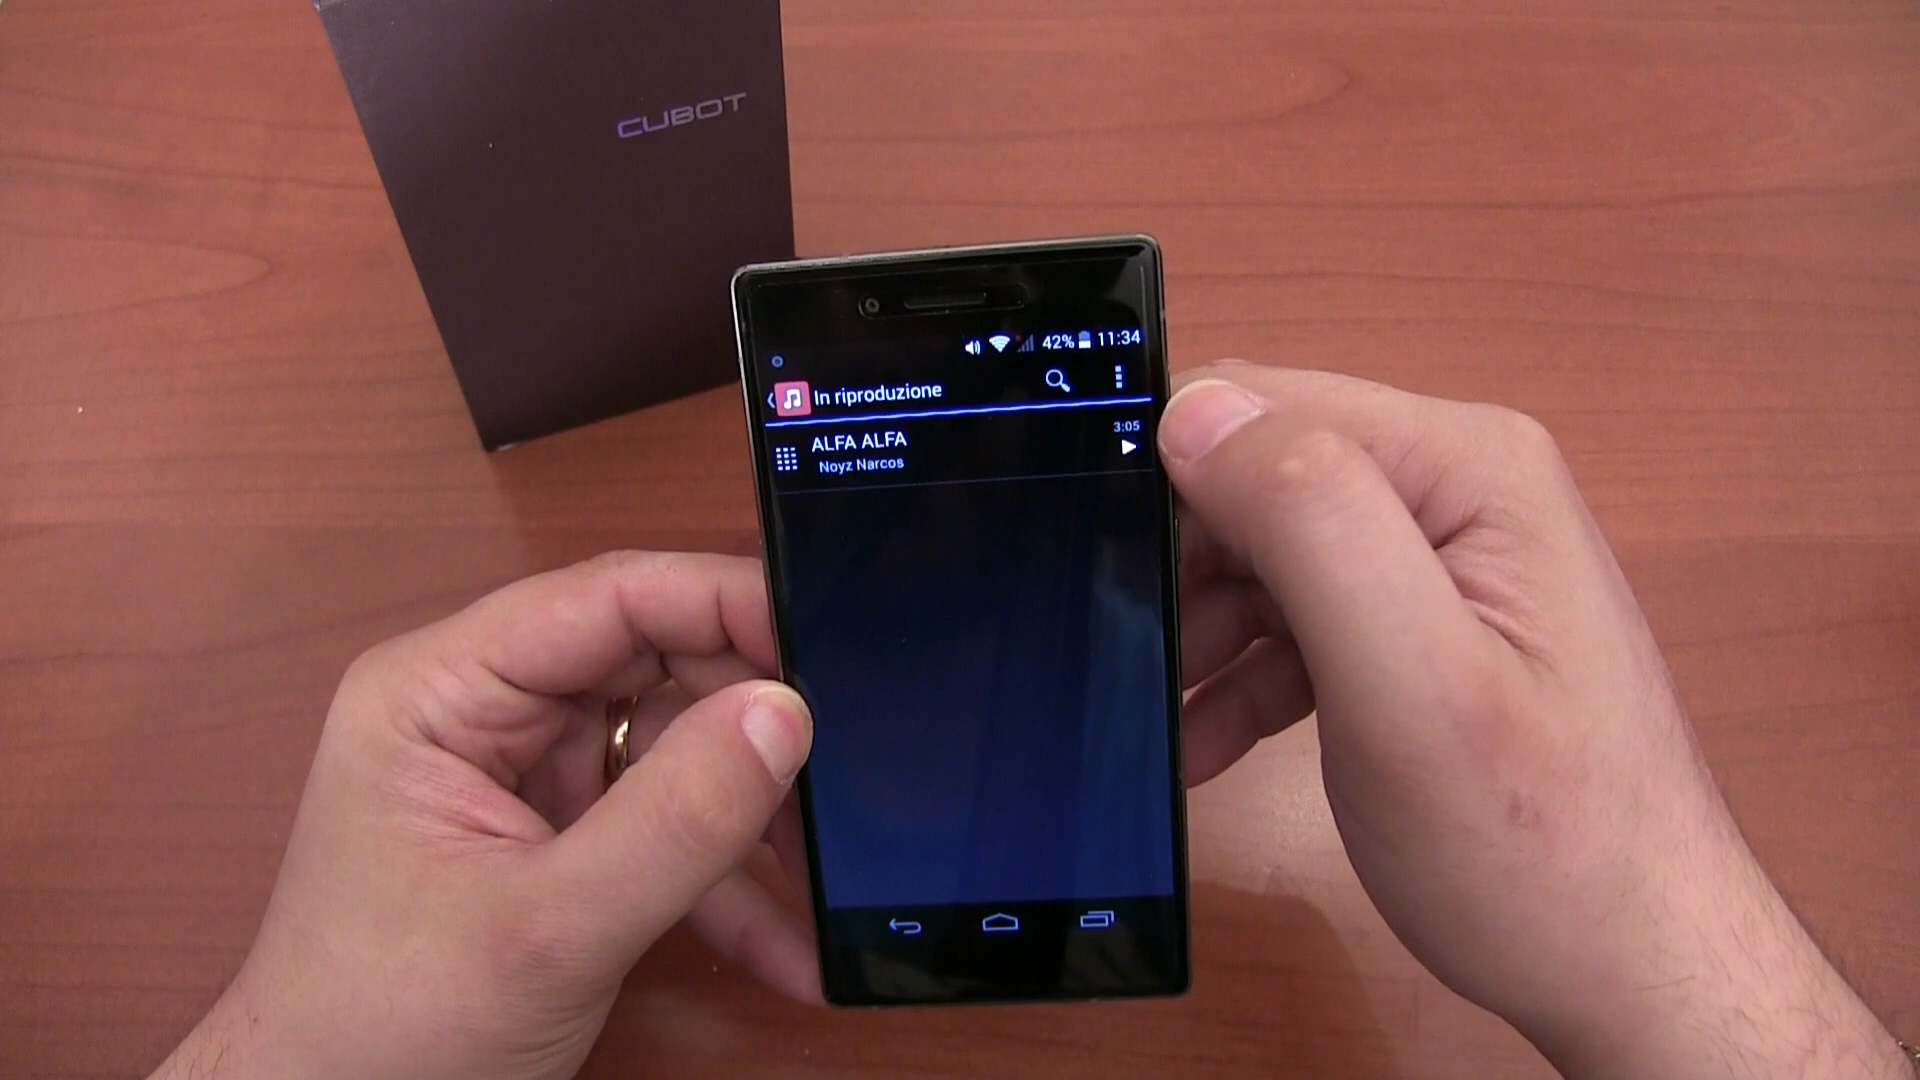 CUBOT
42% 11:34
In riproduzione
ALFA ALFA
3:05
Noyz Narcos